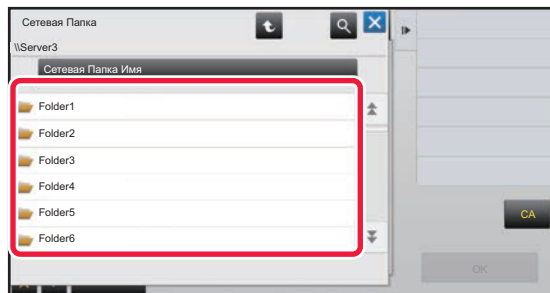 Сетевая Папка
\\Server3
Сетевая Папка Имя
Folder1
Folder2
Folder3
Folder4
Folder5
Folder6
CA
OK